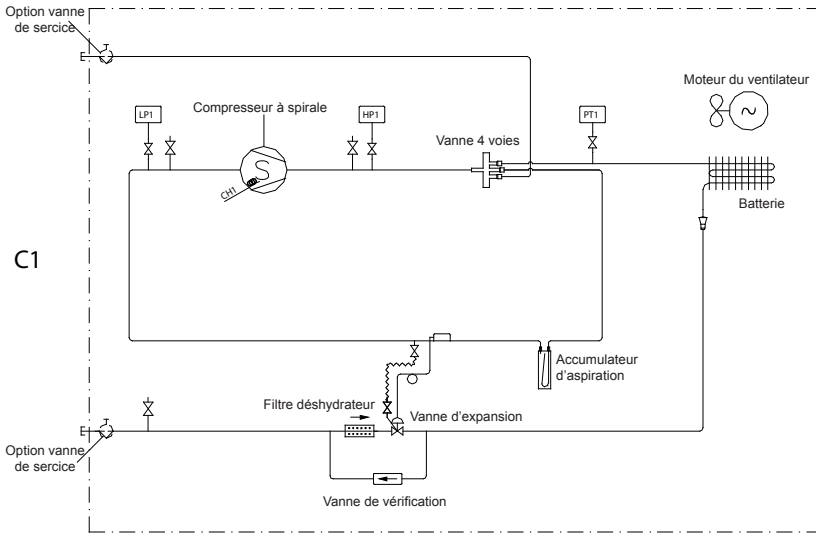 Option vanne
de sercice
Moteur du ventilateur
Compresseur à spirale
LP1
HP1
PT1
Vanne 4 voies
S
CH1
Batterie
C1
Accumulateur
d'aspiration
Filtre déshydrateur
Vanne d'expansion
Option vanne
de sercice
Vanne de vérification